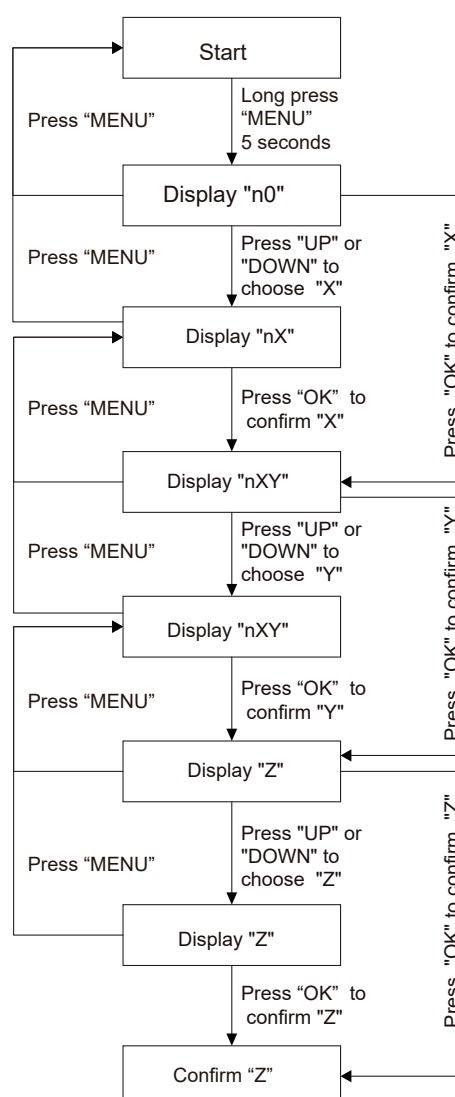 Start
Press “MENU”
Long press
“MENU”
5 seconds
Display "n0"
Press “MENU”
Press "UP" or
"DOWN" to
choose "X"
Press "OK" to confirm "X"
Display "nX"
Press “MENU”
Press “OK” to
confirm "X"
Display "nXY"
Press “MENU”
Press "UP" or
"DOWN" to
choose "Y"
Press "OK" to confirm "Y"
Display "nXY"
Press “MENU”
Press “OK” to
confirm "Y"
Display "Z"
Press “MENU”
Press "UP" or
"DOWN" to
choose "Z"
Press "OK" to confirm "Z"
Display "Z"
Press “OK” to
confirm "Z"
Confirm “Z”